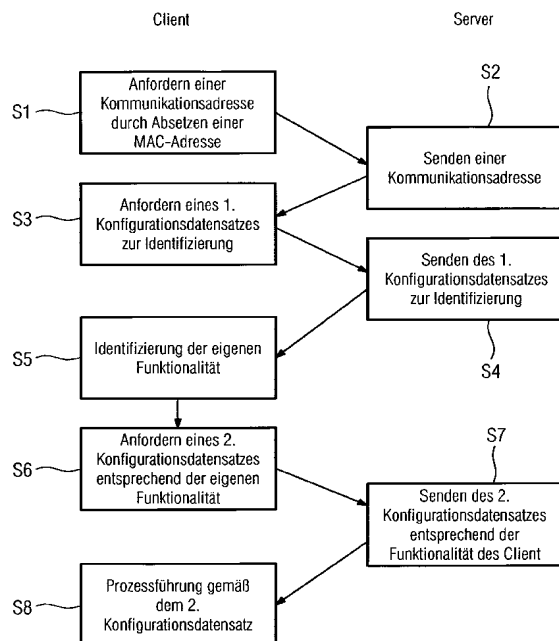 Client
Server
S1
Anfordern einer
Kommunikationsadresse
durch Absetzen einer
MAC-Adresse
S2
Senden einer
Kommunikationsadresse
S3
Anfordern eines 1.
Konfigurationsdatensatzes
zur Identifizierung
Senden des 1.
Konfigurationsdatensatzes
zur Identifizierung
S4
S5
Identifizierung der eigenen
Funktionalität
S6
Anfordern eines 2.
Konfigurationsdatensatzes
entsprechend der eigenen
Funktionalität
S7
Senden des 2.
Konfigurationsdatensatzes
entsprechend der
Funktionalität des Client
S8
Prozessführung gemäß
dem 2.
Konfigurationsdatensatz